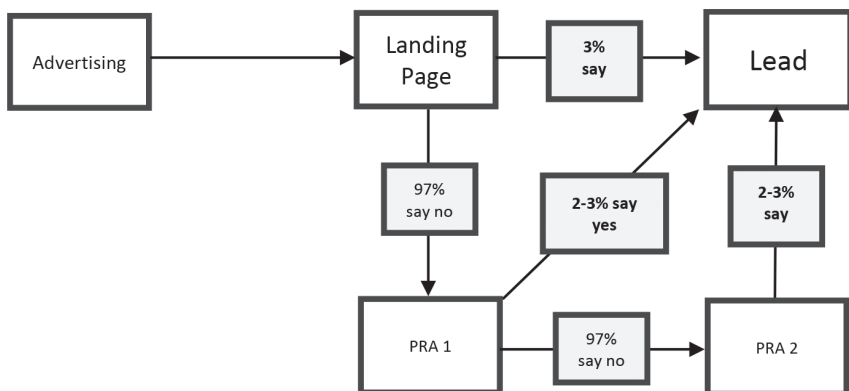 Advertising
Landing
Page
3%
say
Lead
97%
say no
2-3% say
yes
2-3%
say
PRA 1
97%
say no
PRA 2